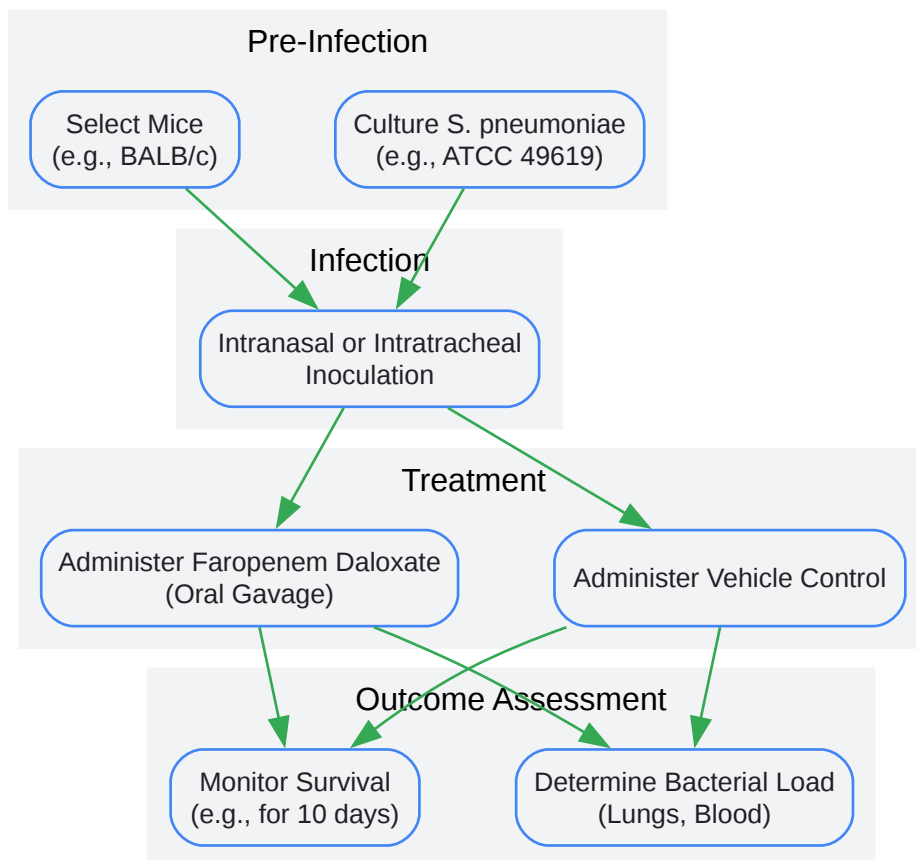 Pre-Infection
Select Mice
(e.g., BALB/c)
Culture S. pneumoniae
(e.g., ATCC 49619)
Infection
Intranasal or Intratracheal
Inoculation
Treatment
Administer Faropenem Daloxate
(Oral Gavage)
Administer Vehicle Control
Outcome Assessment
Monitor Survival
(e.g., for 10 days)
Determine Bacterial Load
(Lungs, Blood)